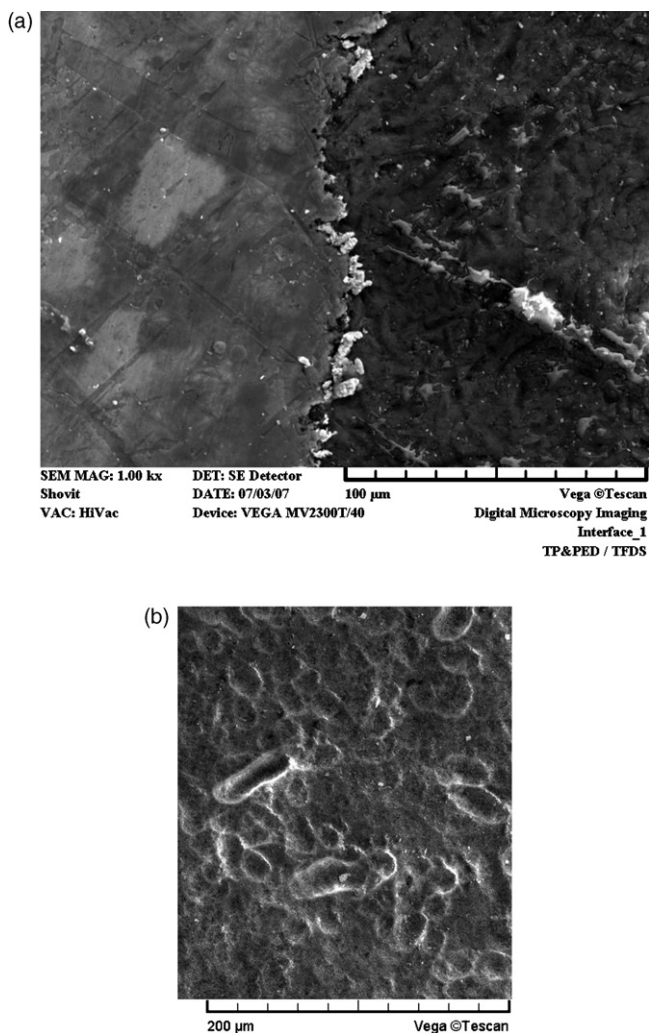 (a)
SEM MAG: 1.00 kx DET: SE Detector
Shovit DATE: 07/03/07 100 µm Vega ©Tescan
VAC: HiVac Device: VEGA MV2300T/40 Digital Microscopy Imaging
Interface_1
TP&PED / TFDS
(b)
200 µm Vega ©Tescan